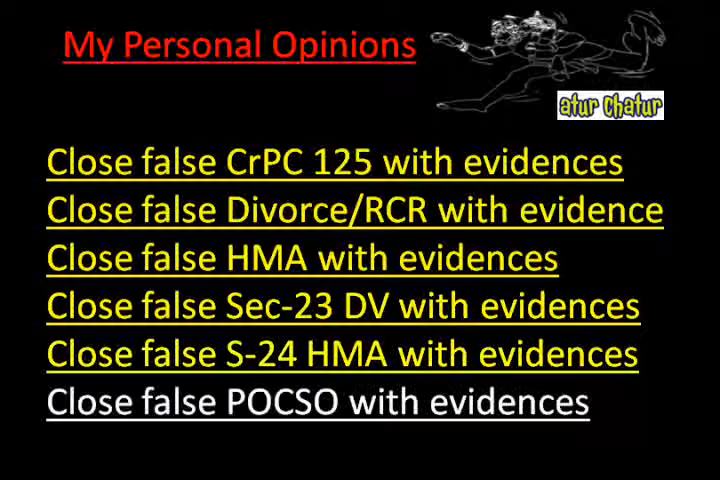 My Personal Opinions
atur chatur
Close false CrPC 125 with evidences
Close false Divorce/RCR with evidence
Close false HMA with evidences
Close false Sec-23 DV with evidences
Close false S-24 HMA with evidences
Close false POCSO with evidences